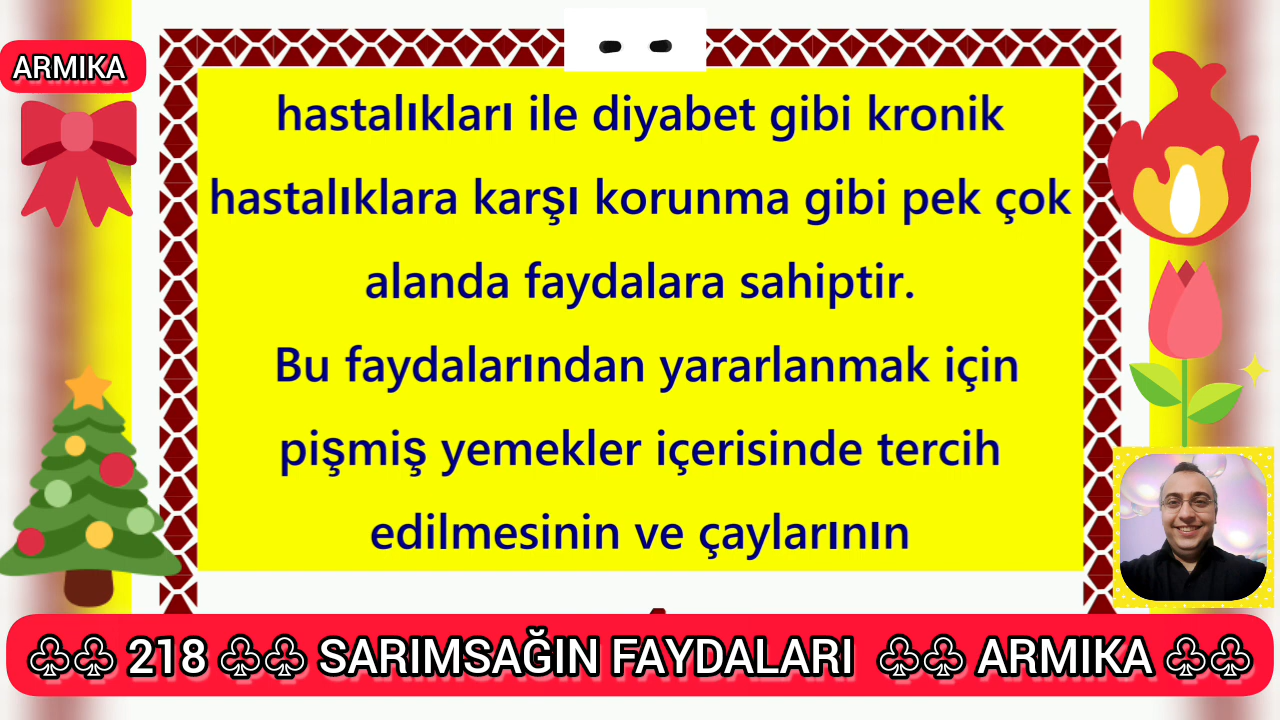 ARMIKA
hastalıkları ile diyabet gibi kronik
hastalıklara karşı korunma gibi pek çok
alanda faydalara sahiptir.
Bu faydalarından yararlanmak için
pişmiş yemekler içerisinde tercih
edilmesinin ve çaylarının
♧♧ 218 ♧♧ SARIMSAĞIN FAYDALARI ♧♧ ARMIKA ♧♧